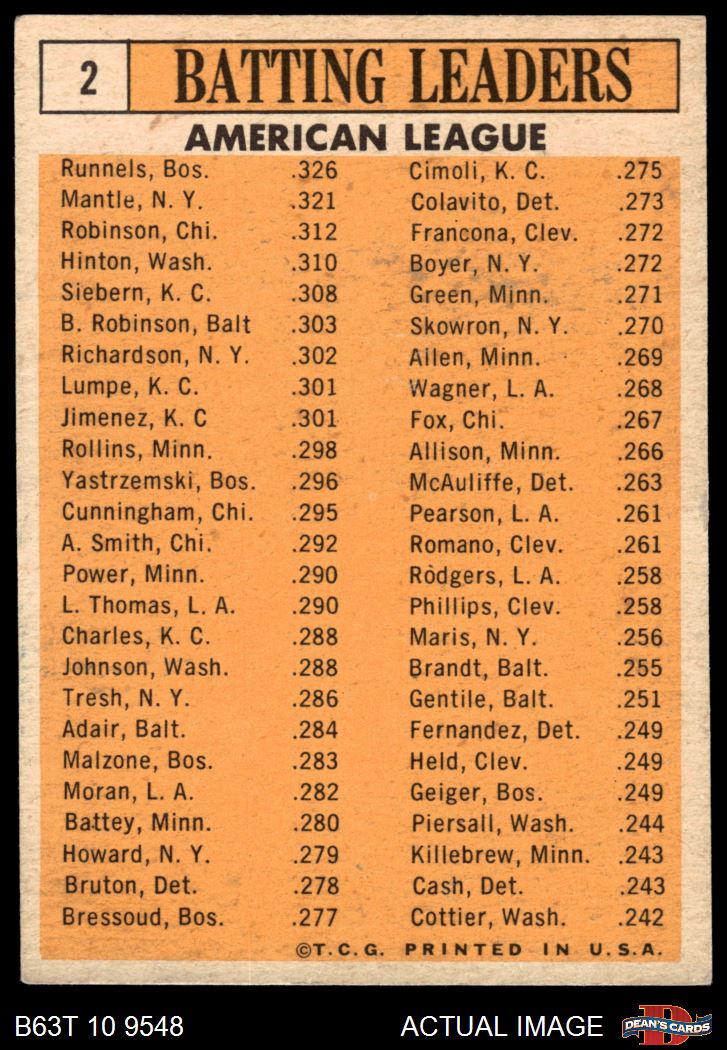 2 BATTING LEADERS
AMERICAN LEAGUE
Runnels, Bos. .326
Mantle, N. Y. .321
Robinson, Chi. .312
Hinton, Wash. .310
Siebern, K. C. .308
B. Robinson, Balt .303
Richardson, N. Y. .302
Lumpe, K. C. .301
Jimenez, K. C .301
Rollins, Minn. .298
Yastrzemski, Bos. .296
Cunningham, Chi. .295
A. Smith, Chi. .292
Power, Minn. .290
L. Thomas, L. A. .290
Charles, K. C. .288
Johnson, Wash. .288
Tresh, N. Y. .286
Adair, Balt. .284
Malzone, Bos. .283
Moran, L. A. .282
Battey, Minn. .280
Howard, N. Y. .279
Bruton, Det. .278
Bressoud, Bos. .277
Cimoli, K. C. .275
Colavito, Det. .273
Francona, Clev. .272
Boyer, N. Y. .272
Green, Minn. .271
Skowron, N. Y. .270
Allen, Minn. .269
Wagner, L. A. .268
Fox, Chi. .267
Allison, Minn. .266
McAuliffe, Det. .263
Pearson, L. A. .261
Romano, Clev. .261
Rodgers, L. A. .258
Phillips, Clev. .258
Maris, N. Y. .256
Brandt, Balt. .255
Gentile, Balt. .251
Fernandez, Det. .249
Held, Clev. .249
Geiger, Bos. .249
Piersall, Wash. .244
Killebrew, Minn. .243
Cash, Det. .243
Cottier, Wash. .242
©T.C.G. PRINTED IN U.S.A.
B63T 10 9548 ACTUAL IMAGE
D
DEAN'S CARDS